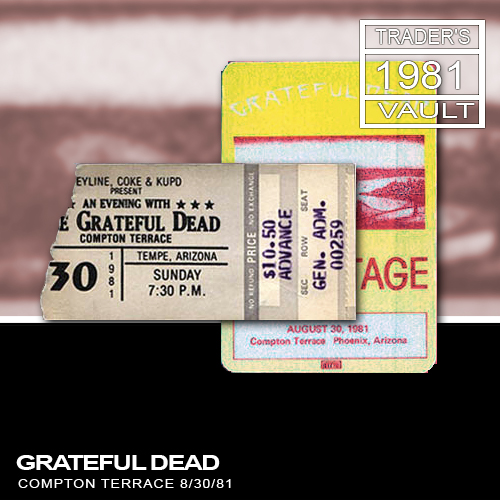 TRADER'S
1981
VAULT
GRATEFUL DEAD
EYLINE, COKE & KUPD
PRESENT
★ AN EVENING WITH ★ ★ ★
E GRATEFUL DEAD
COMPTON TERRACE
30
1981
TEMPE, ARIZONA
SUNDAY
7:30 P.M.
NO REFUND
PRICE
NO EXCHANGE
$10.50
ADVANCE
SEC
ROW
SEAT
GEN. ADM.
00259
TAGE
AUGUST 30, 1981
Compton Terrace Phoenix, Arizona
GRATEFUL DEAD
COMPTON TERRACE 8/30/81